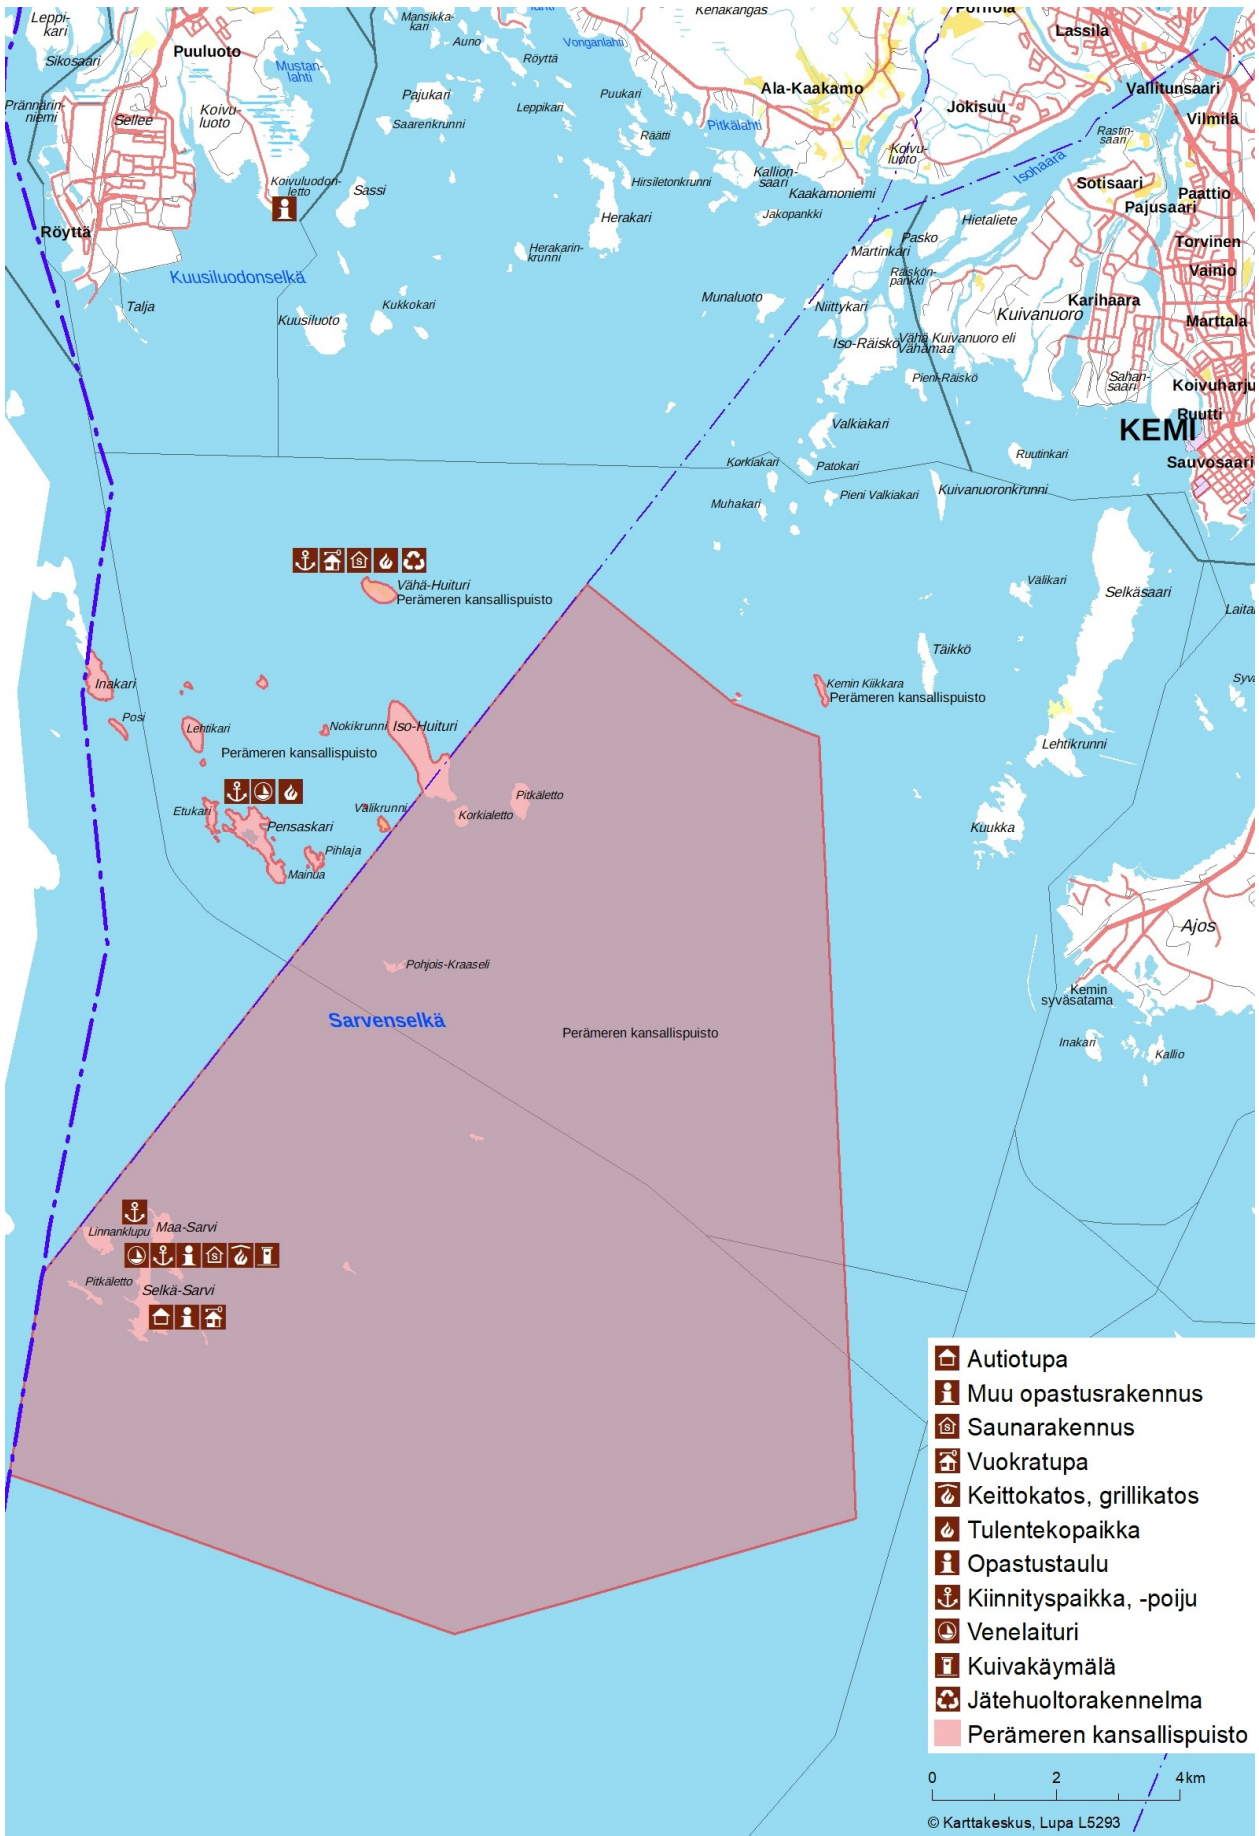 Leppi-
kari
Sikosaari
Puuluoto
Mustan-
lahti
Mansikka-
kari
Auno
lahti
Vonganlahti
Röyttä
Kenakangas
Lassila
Prännärin-
niemi
Sellee
Koivu-
luoto
Pajukari
Saarenkrunni
Leppikari
Puukari
Räätti
Pitkälahti
Ala-Kaakamo
Jokisuu
Vallitunsaari
Vilmilä
Rastin-
saari
Koivu-
luoto
Isohaara
Koivuluodon-
letto
Sassi
Hirsiletonkrunni
Kallion-
saari
Kaakamoniemi
Sotisaari
Paattio
Pajusaari
Röyttä
Herakari
Jakopankki
Hietaliete
Pasko
Martinkari
Torvinen
Herakarin-
krunni
Kuusiluodonselkä
Räiskön-
pankki
Vainio
Talja
Kuusiluoto
Kukkokari
Munaluoto
Niittykari
Kuivanuoro
Karihaara
Marttala
Iso-Räiskö
Vähä Kuivanuoro eli
Vähämaa
Pieni-Räiskö
Sahan-
saari
Koivuharju
Ruutti
KEMI
Valkiakari
Korkiakari
Patokari
Ruutinkari
Sauvosaari
Muhakari
Pieni Valkiakari
Kuivanuoronkrunni
Vähä-Huituri
Perämeren kansallispuisto
Välikari
Selkäsaari
Laita
Inakari
Täikkö
Kemin Kiikkara
Perämeren kansallispuisto
Syvä
Posi
Lehtikari
Nokikrunni
Iso-Huituri
Perämeren kansallispuisto
Lehtikrunni
Etukari
Pensaskari
Välikrunni
Pitkäletto
Korkialetto
Kuukka
Pihlaja
Mainua
Ajos
Pohjois-Kraaseli
Kemin
syväsatama
Sarvenselkä
Perämeren kansallispuisto
Inakari
Kallio
Linnanklupu
Maa-Sarvi
Pitkäletto
Selkä-Sarvi
Autiotupa
Muu opastusrakennus
Saunarakennus
Vuokratupa
Keittokatos, grillikatos
Tulentekopaikka
Opastustaulu
Kiinnityspaikka, -poiju
Venelaituri
Kuivakäymälä
Jätehuoltorakennelma
Perämeren kansallispuisto
0 2 4 km
© Karttakeskus, Lupa L5293